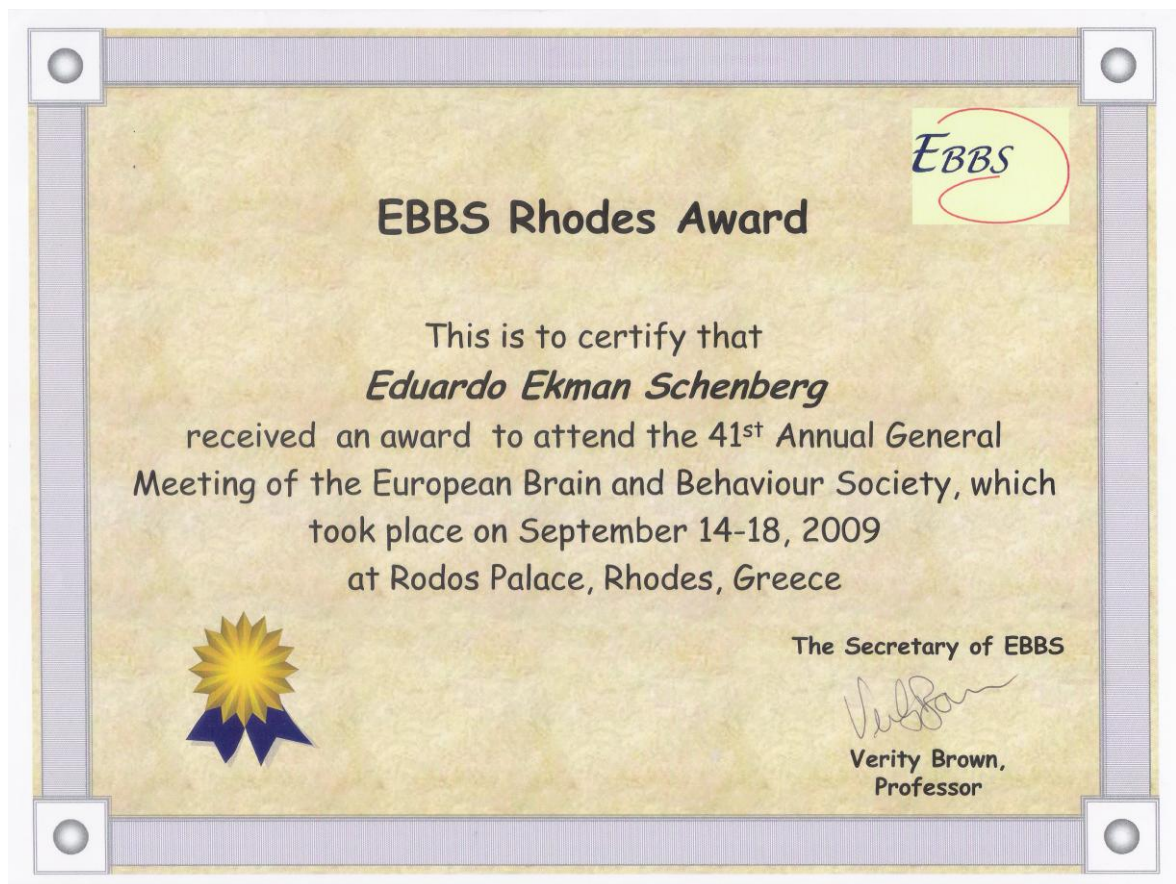 EBBS
EBBS Rhodes Award
This is to certify that
Eduardo Ekman Schenberg
received an award to attend the 41st Annual General
Meeting of the European Brain and Behaviour Society, which
took place on September 14-18, 2009
at Rodos Palace, Rhodes, Greece
The Secretary of EBBS
Verity Brown,
Professor